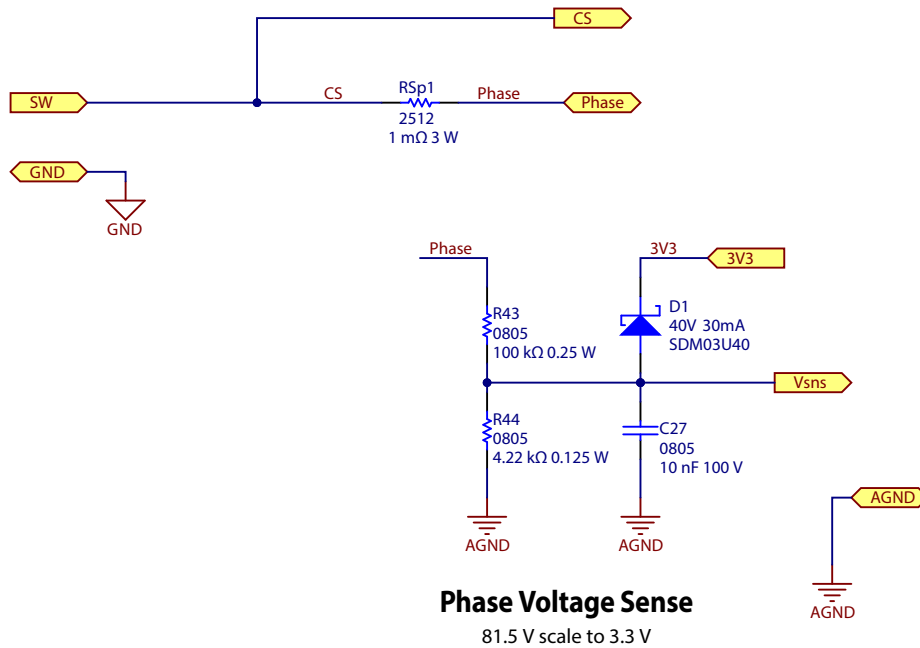 CS
SW
CS
RSp1
Phase
Phase
2512
1 mΩ 3 W
GND
GND
Phase
3V3
3V3
R43
0805
100 kΩ 0.25 W
D1
40V 30mA
SDM03U40
Vsns
R44
0805
4.22 kΩ 0.125 W
C27
0805
10 nF 100 V
AGND
AGND
AGND
AGND
Phase Voltage Sense
81.5 V scale to 3.3 V